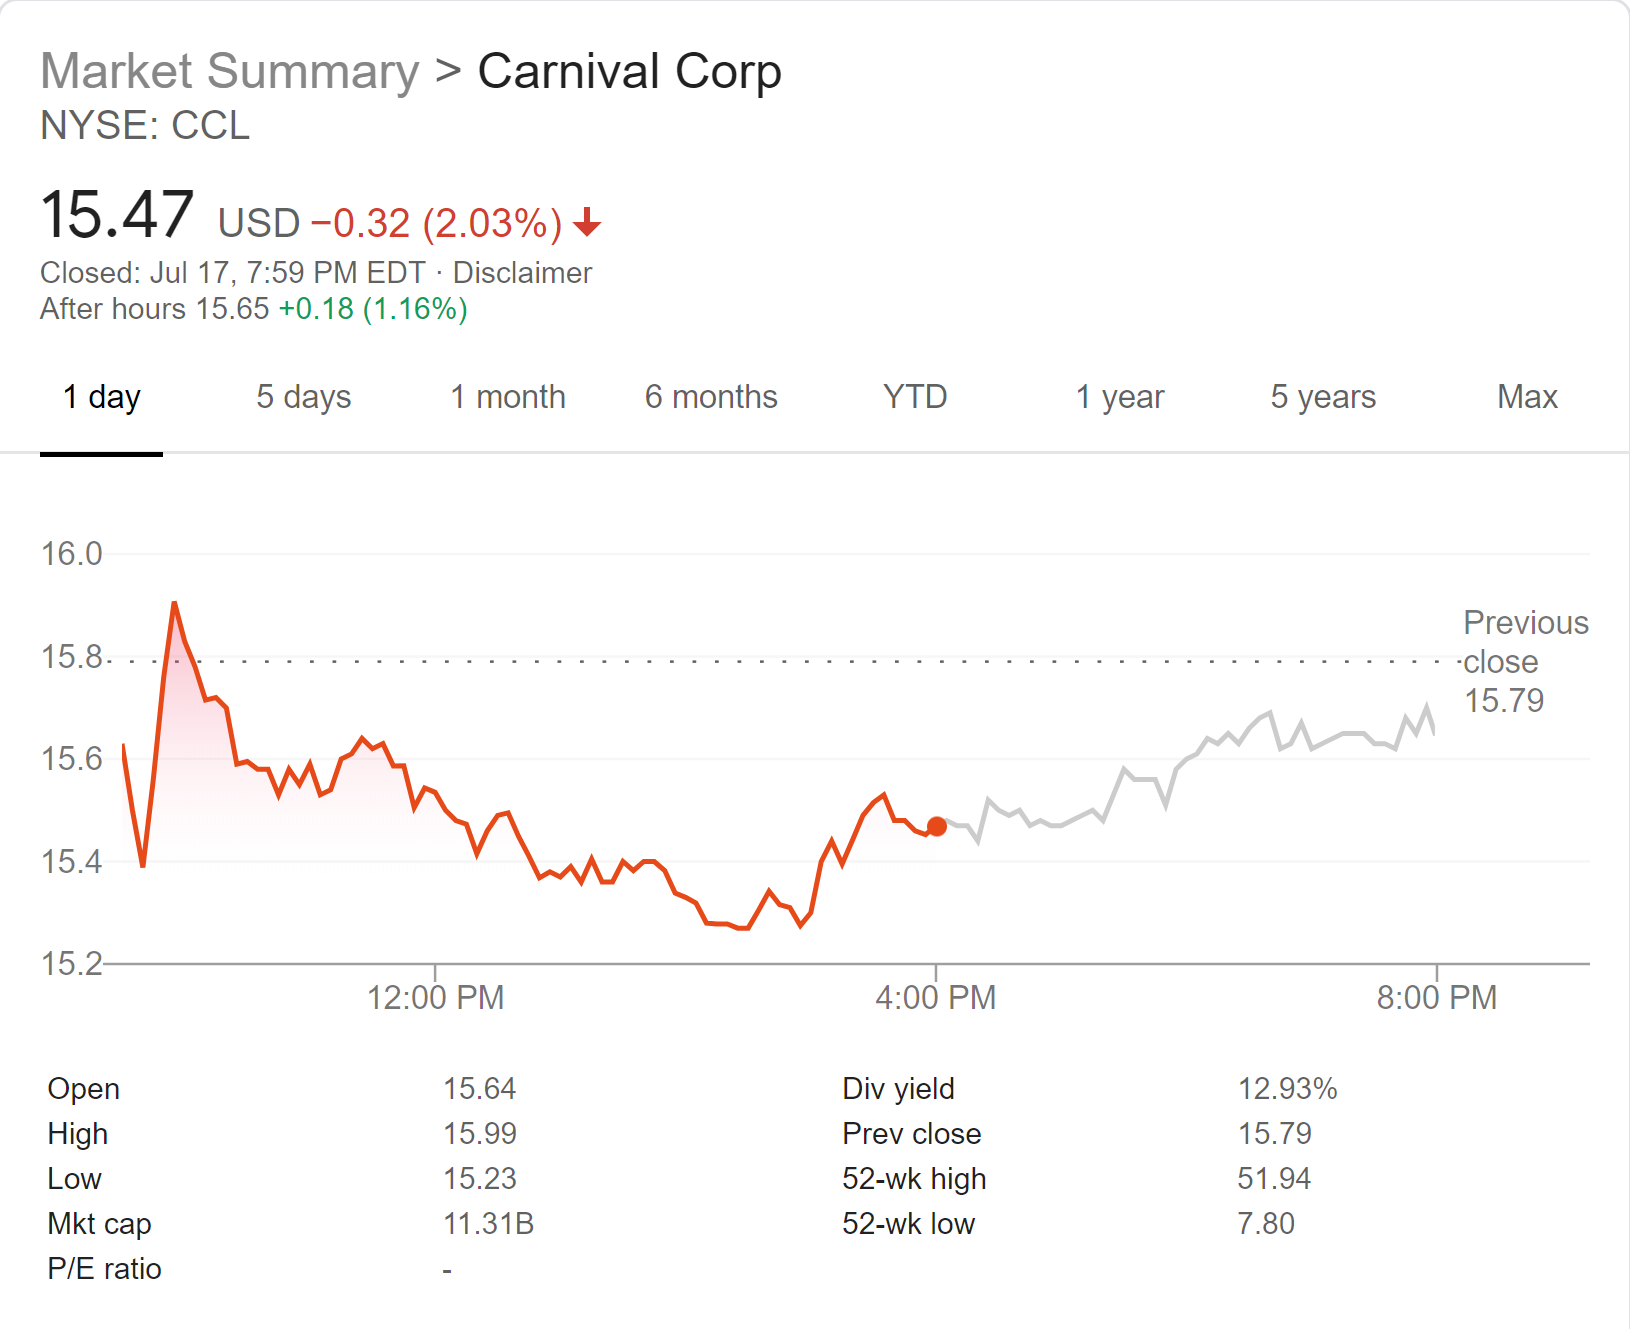 Market Summary > Carnival Corp
NYSE: CCL
15.47 USD −0.32 (2.03%)
Closed: Jul 17, 7:59 PM EDT · Disclaimer
After hours 15.65 +0.18 (1.16%)
1 day 5 days 1 month 6 months YTD 1 year 5 years Max
16.0
15.8
15.6
15.4
15.2
Previous
close
15.79
12:00 PM 4:00 PM 8:00 PM
Open 15.64 Div yield 12.93%
High 15.99 Prev close 15.79
Low 15.23 52-wk high 51.94
Mkt cap 11.31B 52-wk low 7.80
P/E ratio -